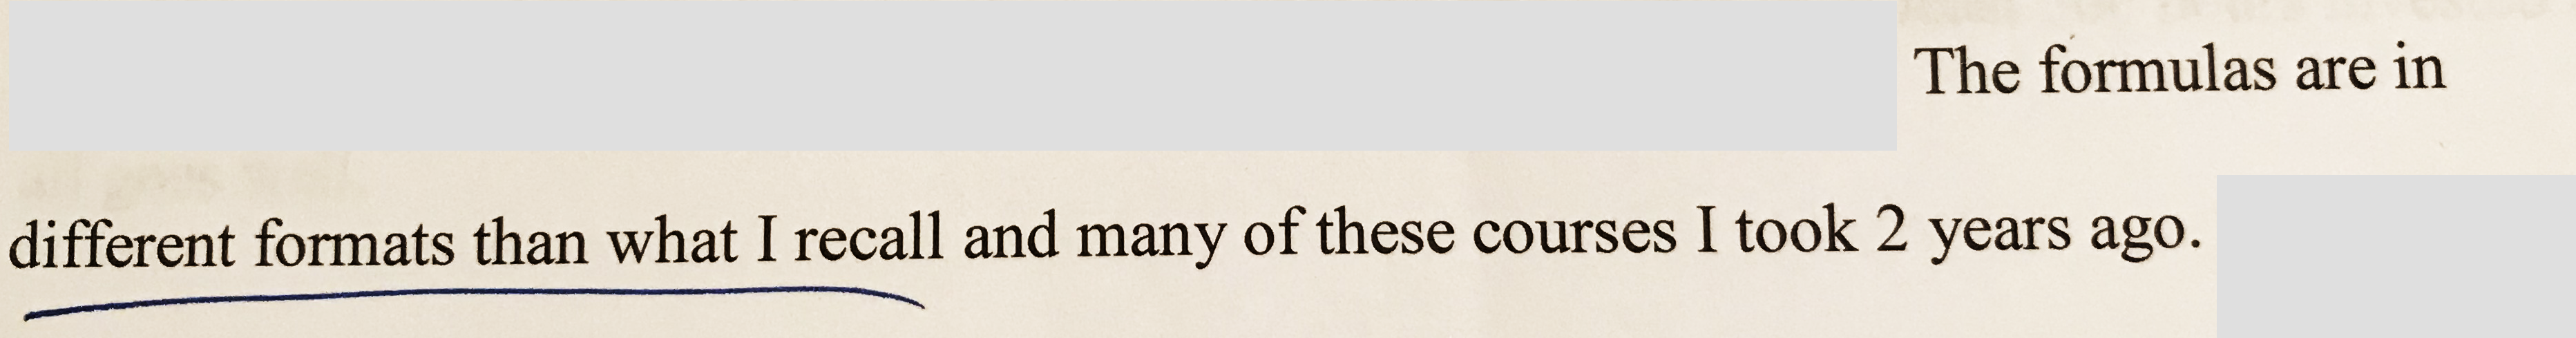 The formulas are in
different formats than what I recall and many of these courses I took 2 years ago.